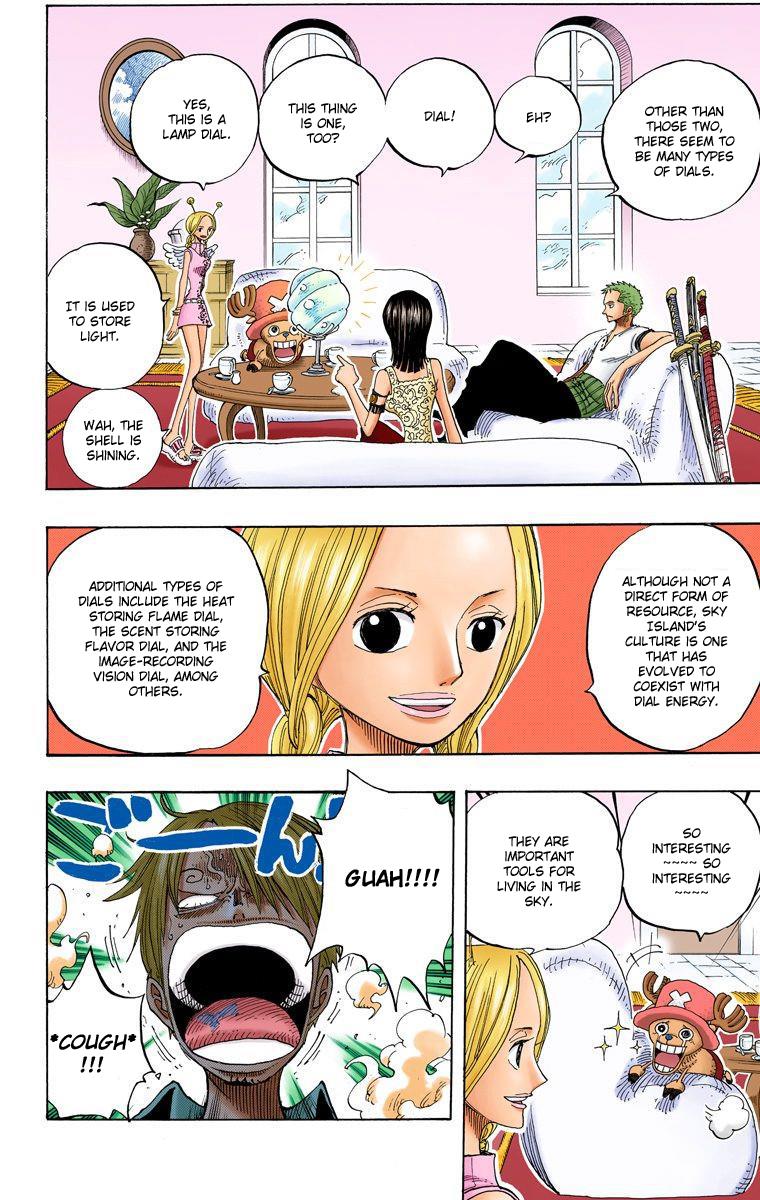 OTHER THAN
THOSE TWO,
THERE SEEM TO
BE MANY TYPES
OF DIALS.
EH?
DIAL!
THIS THING
IS ONE,
TOO?
YES,
THIS IS A
LAMP DIAL.
IT IS USED
TO STORE
LIGHT.
WAH, THE
SHELL IS
SHINING.
ALTHOUGH NOT A
DIRECT FORM OF
RESOURCE, SKY
ISLAND'S
CULTURE IS ONE
THAT HAS
EVOLVED TO
COEXIST WITH
DIAL ENERGY.
ADDITIONAL TYPES OF
DIALS INCLUDE THE HEAT
STORING FLAME DIAL,
THE SCENT STORING
FLAVOR DIAL, AND THE
IMAGE-RECORDING
VISION DIAL, AMONG
OTHERS.
SO
INTERESTING
~~~~ SO
INTERESTING
~~~~
THEY ARE
IMPORTANT
TOOLS FOR
LIVING IN THE
SKY.
GUAH!!!!
ごーん
*COUGH*
!!!